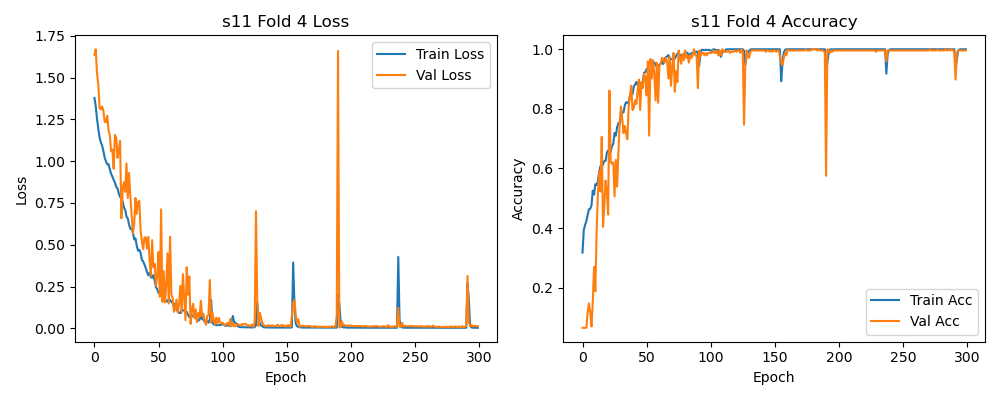 s11 Fold 4 Loss
Train Loss
Val Loss
1.75
1.50
1.25
1.00
0.75
0.50
0.25
0.00
Loss
0
50
100
150
200
250
300
Epoch
s11 Fold 4 Accuracy
1.0
0.8
0.6
0.4
0.2
Accuracy
Train Acc
Val Acc
0
50
100
150
200
250
300
Epoch